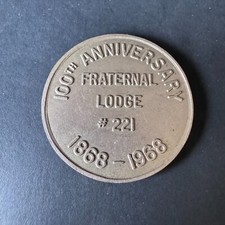 100TH ANNIVERSARY
FRATERNAL
LODGE
# 221
1868-1968